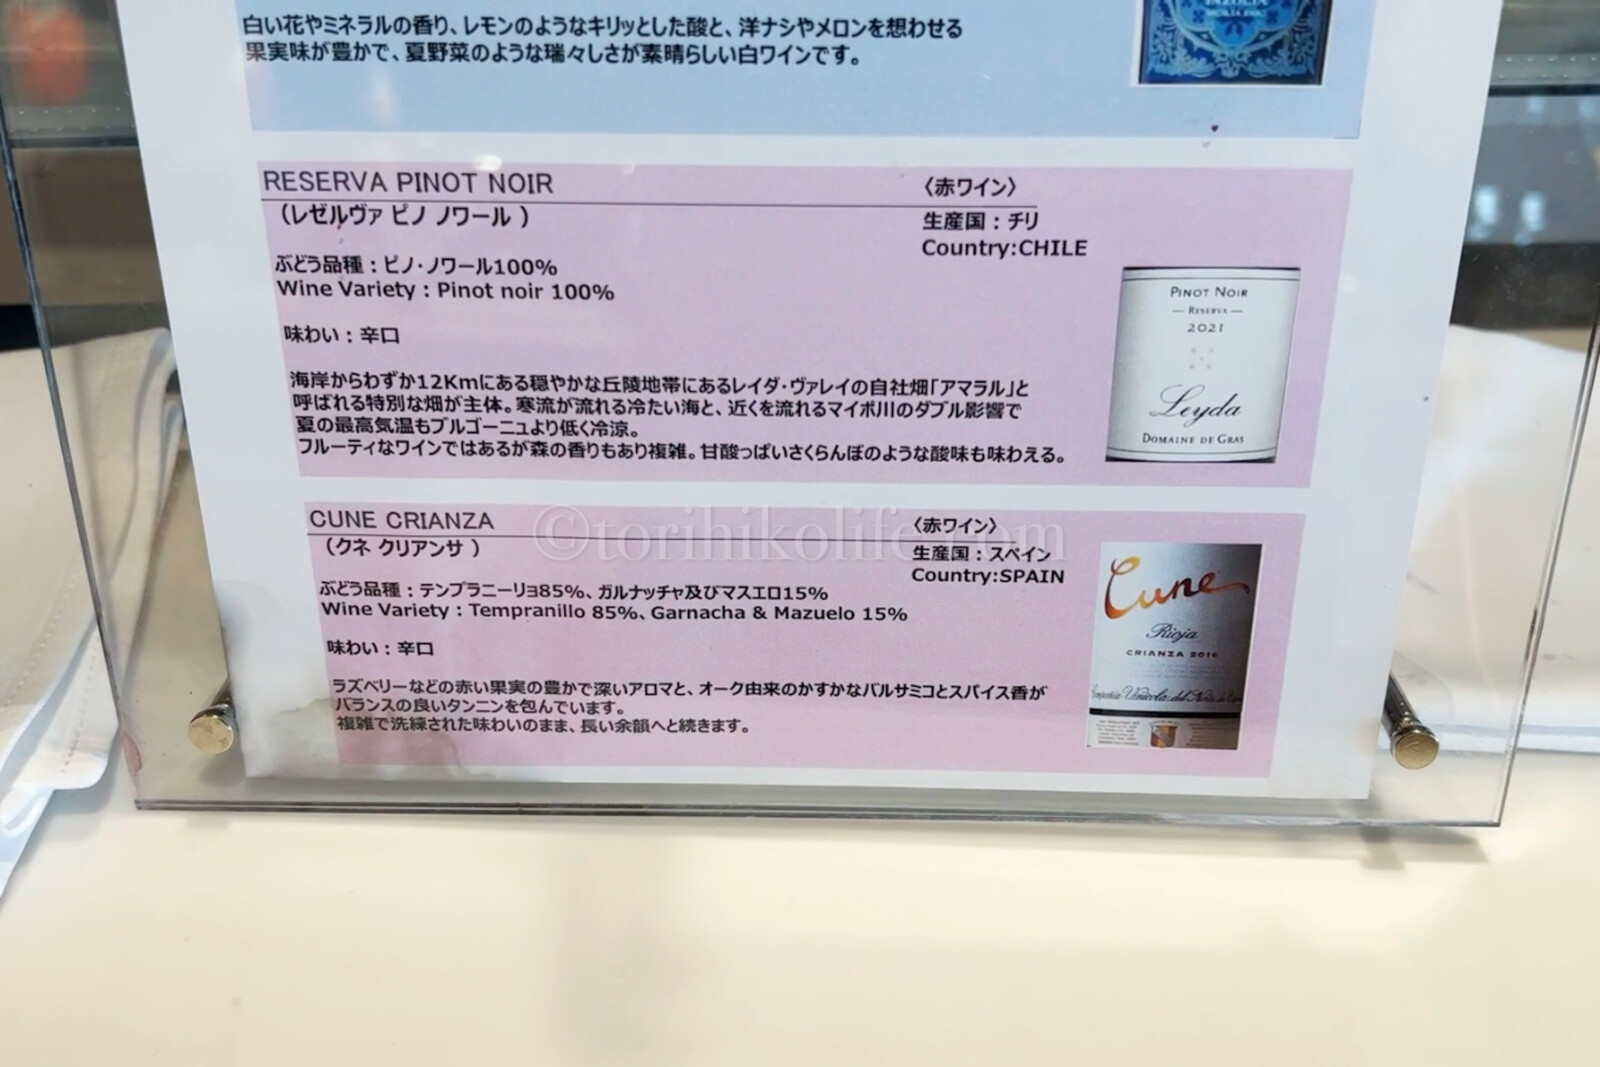 白い花やミネラルの香り、レモンのようなキリッとした酸と、洋ナシやメロンを想わせる
果実味が豊かで、夏野菜のような瑞々しさが素晴らしい白ワインです。
INZOLIA
SICILIA DOC
RESERVA PINOT NOIR
〈赤ワイン〉
（レゼルヴァ ピノ ノワール ）
生産国：チリ
Country:CHILE
ぶどう品種：ピノ・ノワール100%
Wine Variety : Pinot noir 100%
味わい：辛口
海岸からわずか12Kmにある穏やかな丘陵地帯にあるレイダ・ヴァレイの自社畑「アマラル」と
呼ばれる特別な畑が主体。寒流が流れる冷たい海と、近くを流れるマイポ川のダブル影響で
夏の最高気温もブルゴーニュより低く冷涼。
フルーティなワインではあるが森の香りもあり複雑。甘酸っぱいさくらんぼのような酸味も味わえる。
PINOT NOIR
RESERVA
2021
Leyda
DOMAINE DE GRAS
CUNE CRIANZA
〈赤ワイン〉
（クネ クリアンサ ）
生産国：スペイン
Country:SPAIN
ぶどう品種：テンプラニーリョ85%、ガルナッチャ及びマスエロ15%
Wine Variety : Tempranillo 85%、Garnacha & Mazuelo 15%
味わい：辛口
ラズベリーなどの赤い果実の豊かで深いアロマと、オーク由来のかすかなバルサミコとスパイス香が
バランスの良いタンニンを包んでいます。
複雑で洗練された味わいのまま、長い余韻へと続きます。
Cune
Rioja
CRIANZA 2016
Vinícola del Norte de
©torihikolife.com